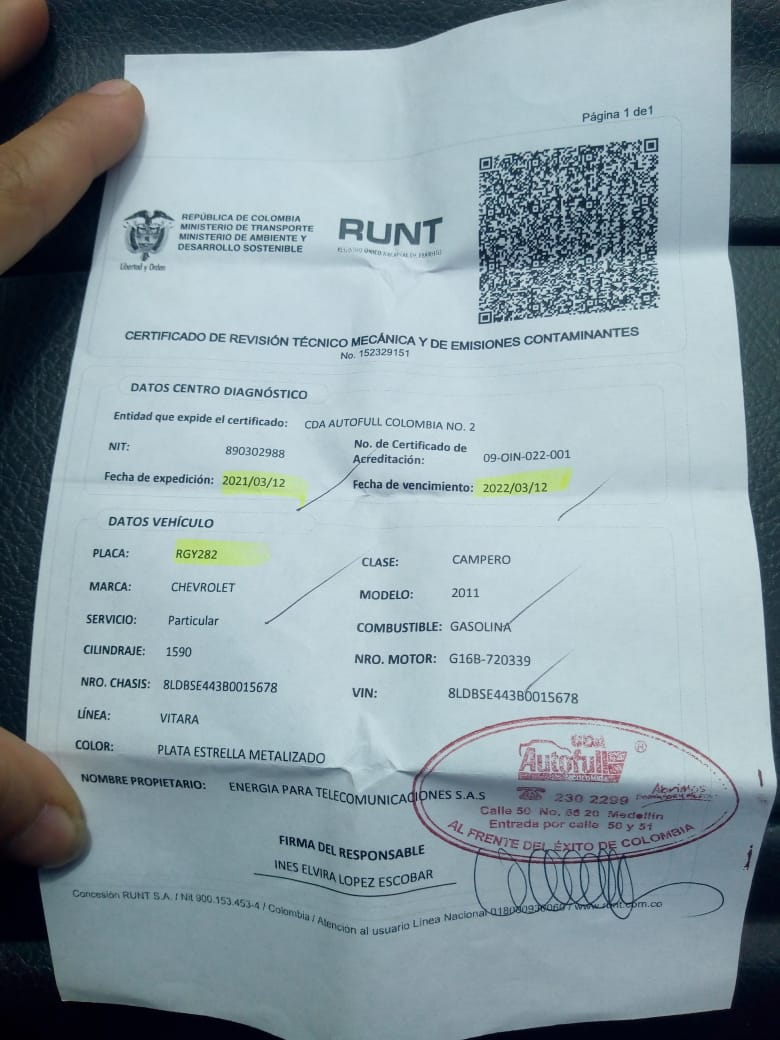 Página 1 de1
REPÚBLICA DE COLOMBIA
MINISTERIO DE TRANSPORTE
MINISTERIO DE AMBIENTE Y
DESARROLLO SOSTENIBLE
Libertad y Orden
RUNT
REGISTRO ÚNICO NACIONAL DE TRÁNSITO
CERTIFICADO DE REVISIÓN TÉCNICO MECÁNICA Y DE EMISIONES CONTAMINANTES
No. 152329151
DATOS CENTRO DIAGNÓSTICO
Entidad que expide el certificado: CDA AUTOFULL COLOMBIA NO. 2
NIT: 890302988 No. de Certificado de Acreditación: 09-OIN-022-001
Fecha de expedición: 2021/03/12 Fecha de vencimiento: 2022/03/12
DATOS VEHÍCULO
PLACA: RGY282 CLASE: CAMPERO
MARCA: CHEVROLET MODELO: 2011
SERVICIO: Particular COMBUSTIBLE: GASOLINA
CILINDRAJE: 1590 NRO. MOTOR: G16B-720339
NRO. CHASIS: 8LDBSE443B0015678 VIN: 8LDBSE443B0015678
LÍNEA: VITARA
COLOR: PLATA ESTRELLA METALIZADO
NOMBRE PROPIETARIO: ENERGIA PARA TELECOMUNICACIONES S.A.S
CDA
Autofull ®
230 2299
Calle 50 No. 66 20 Medellín
Entrada por calle 50 y 51
AL FRENTE DEL ÉXITO DE COLOMBIA
FIRMA DEL RESPONSABLE
INES ELVIRA LOPEZ ESCOBAR
Concesión RUNT S.A. / Nit 900.153.453-4 / Colombia / Atención al usuario Línea Nacional 018000930060 / www.runt.com.co